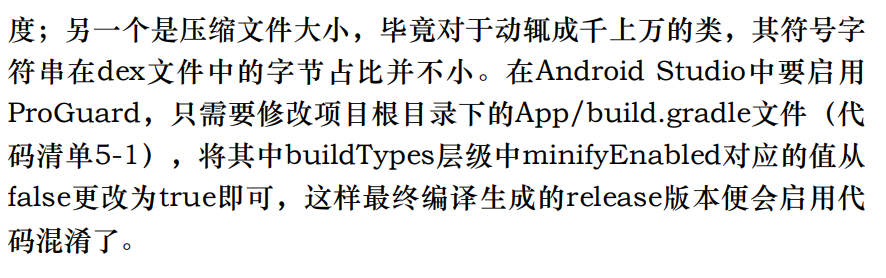 度；另一个是压缩文件大小，毕竟对于动辄成千上万的类，其符号字
符串在dex文件中的字节占比并不小。在Android Studio中要启用
ProGuard，只需要修改项目根目录下的App/build.gradle文件（代
码清单5-1），将其中buildTypes层级中minifyEnabled对应的值从
false更改为true即可，这样最终编译生成的release版本便会启用代
码混淆了。